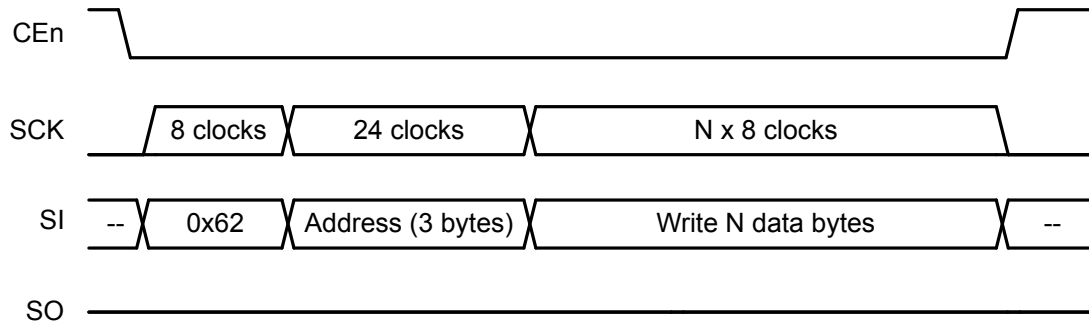 CEn
SCK 8 clocks 24 clocks N x 8 clocks
SI -- 0x62 Address (3 bytes) Write N data bytes --
SO